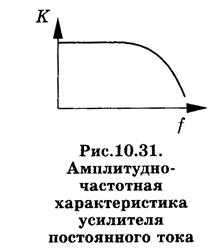 K
f
Рис.10.31.
Амплитудно-
частотная
характеристика
усилителя
постоянного тока